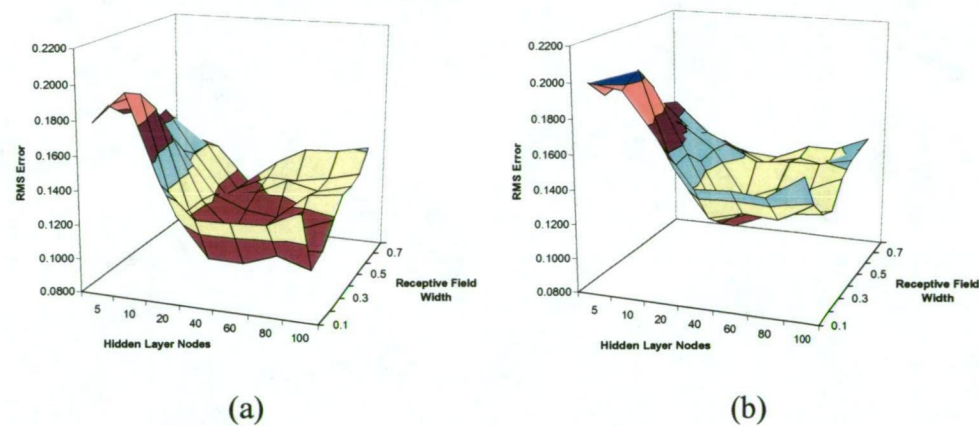 0.2200
0.2000
0.1800
0.1600
0.1400
0.1200
0.1000
0.0800
RMS Error
5 10 20 40 60 80 100
Hidden Layer Nodes
0.7
0.5
0.3
0.1
Receptive Field
Width
(a)
0.2200
0.2000
0.1800
0.1600
0.1400
0.1200
0.1000
0.0800
RMS Error
5 10 20 40 60 80 100
Hidden Layer Nodes
0.7
0.5
0.3
0.1
Receptive Field
Width
(b)